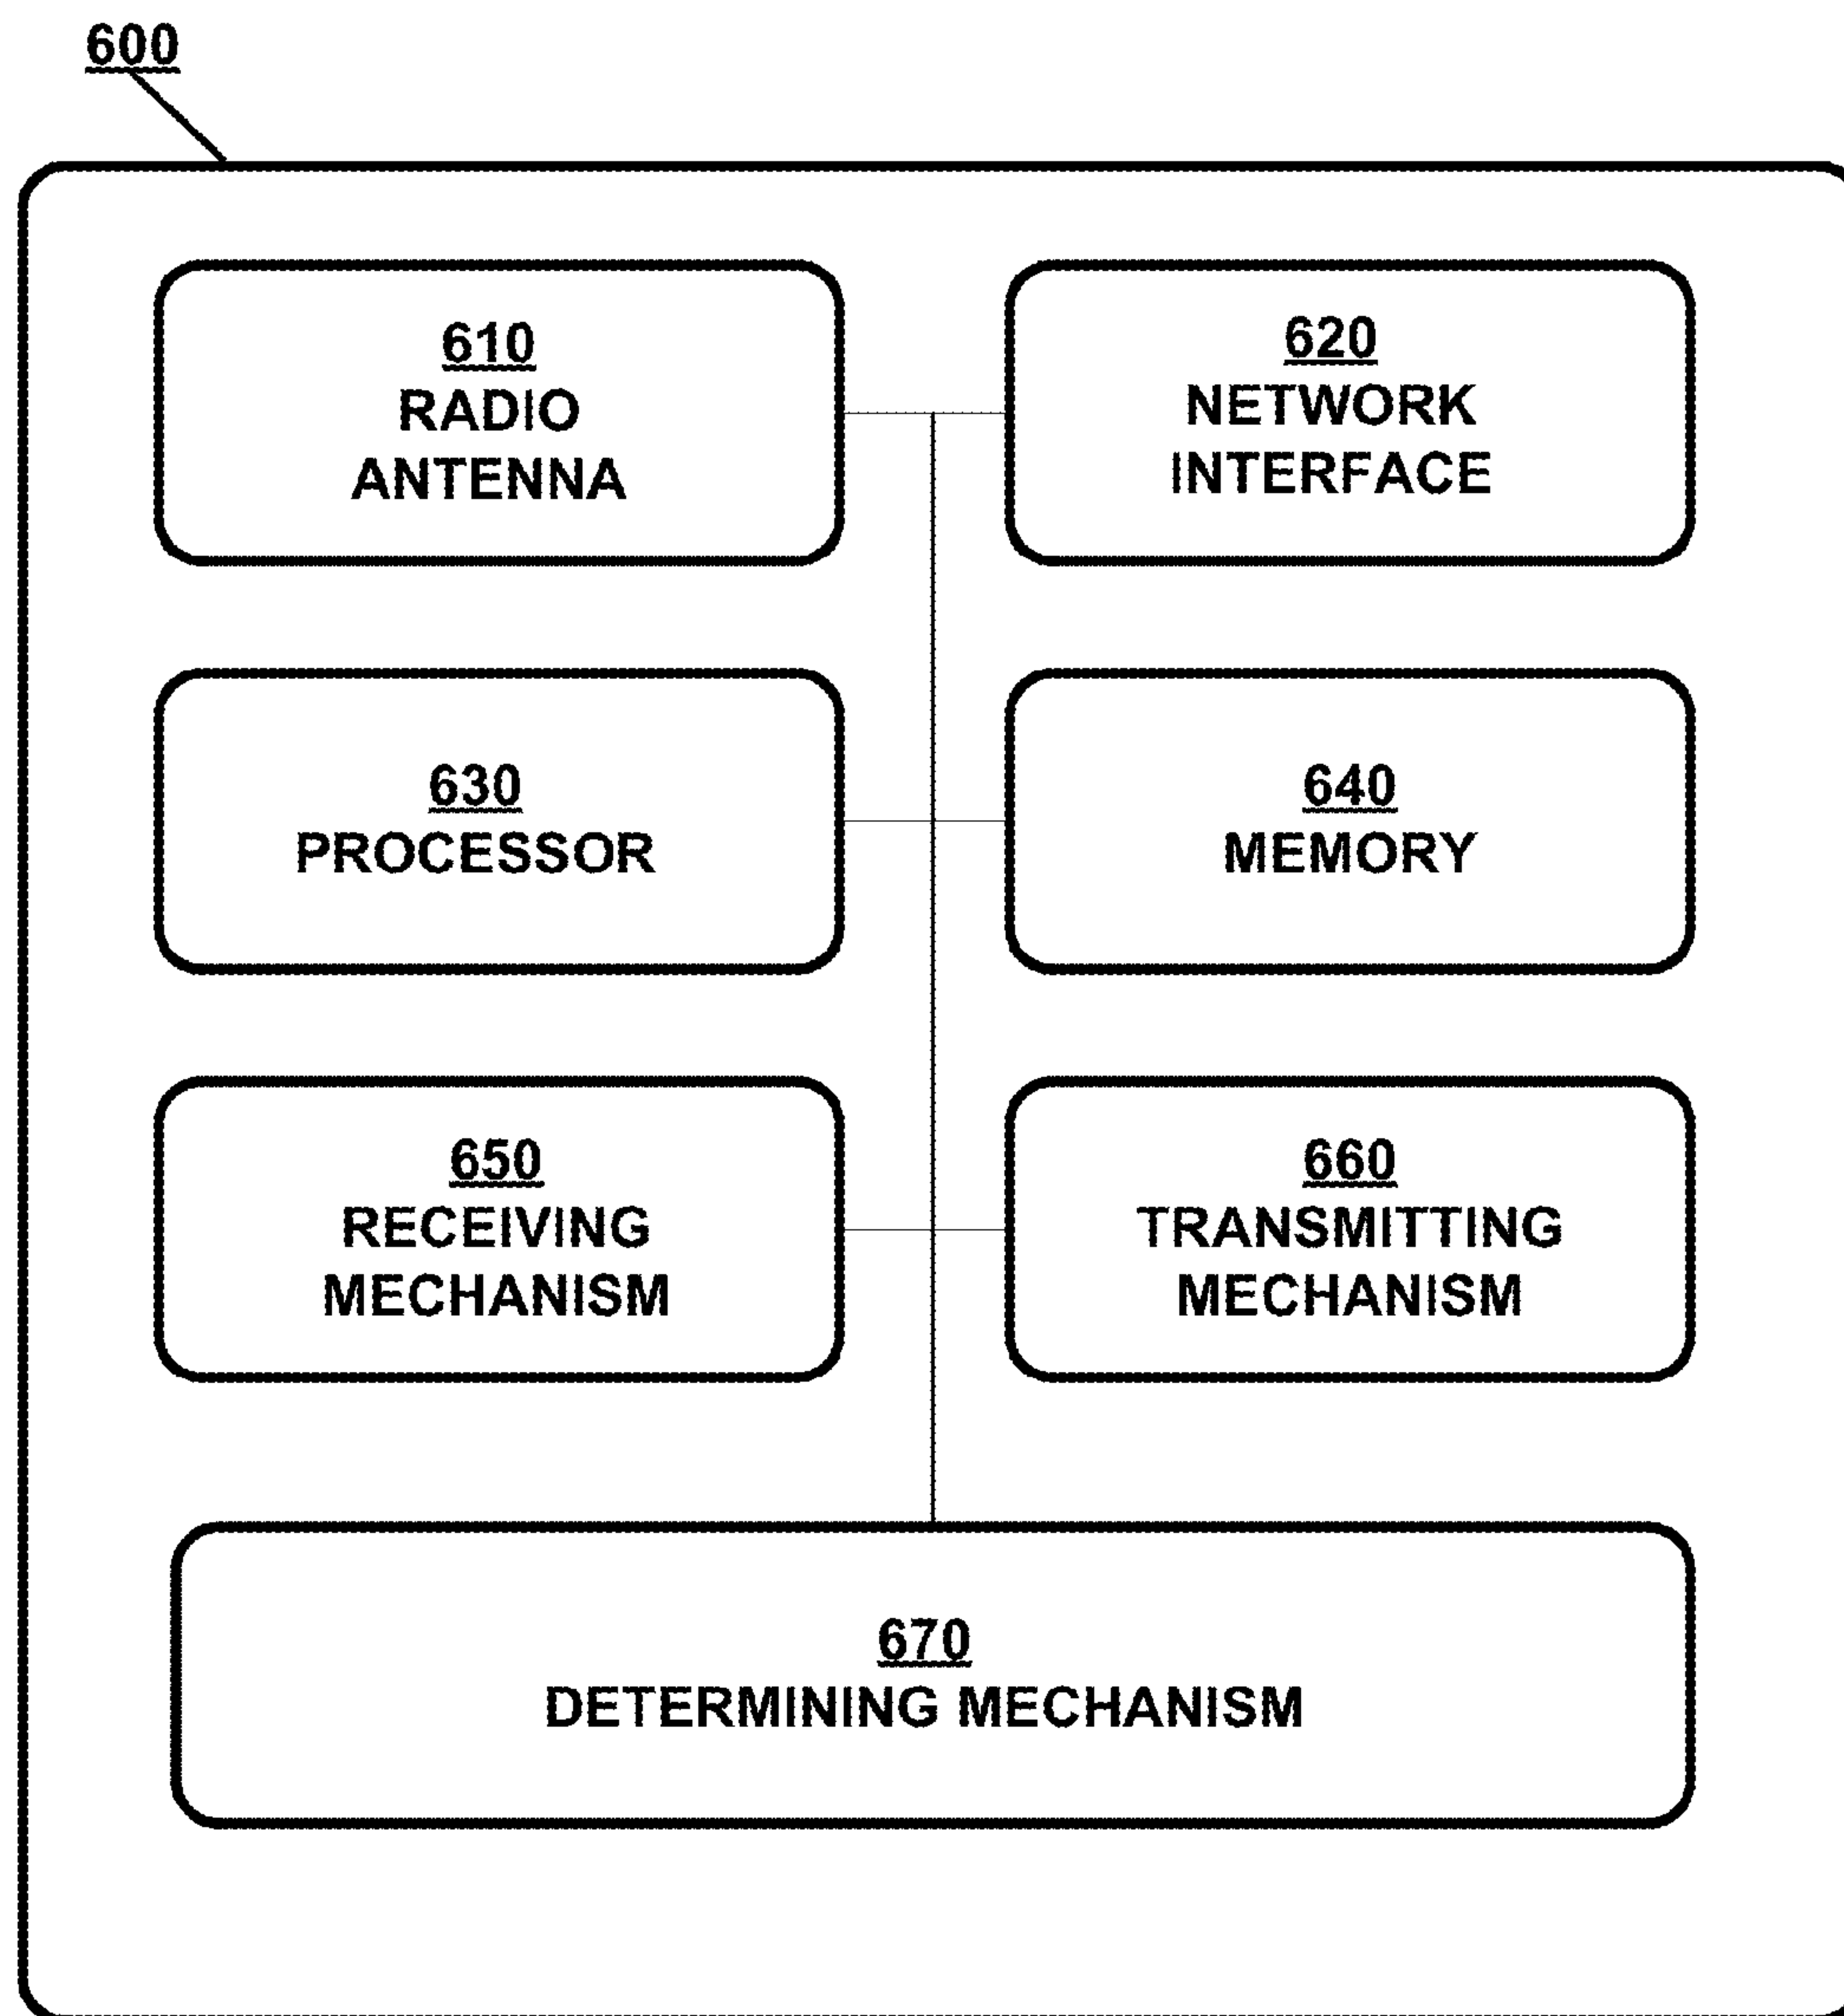 600
610
RADIO
ANTENNA
620
NETWORK
INTERFACE
630
PROCESSOR
640
MEMORY
650
RECEIVING
MECHANISM
660
TRANSMITTING
MECHANISM
670
DETERMINING MECHANISM